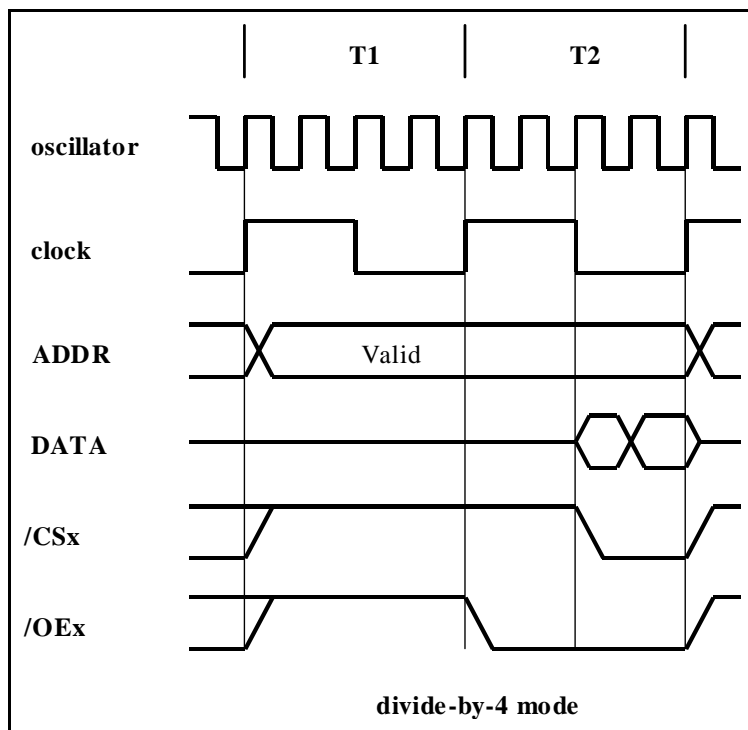 T1 T2
oscillator
clock
ADDR Valid
DATA
/CSx
/OEx
divide-by-4 mode